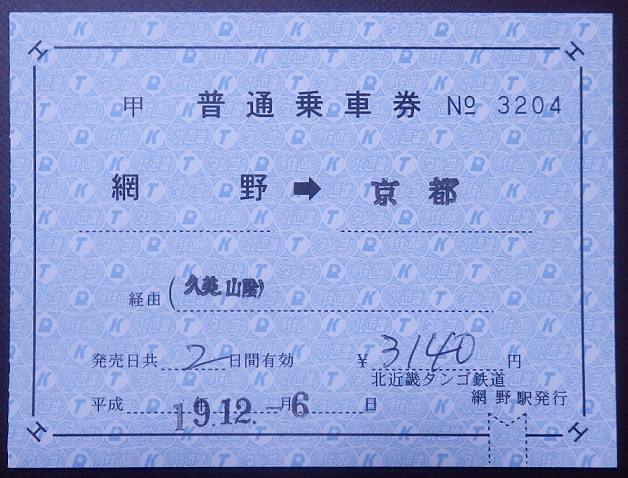 甲 普通乗車券 № 3204
網野 ➡ 京都
経由 (久美.山陰)
発売日共 2 日間有効 ¥ 3140 円
北近畿タンゴ鉄道
平成 19.12.-6 年 月 日 網野駅発行